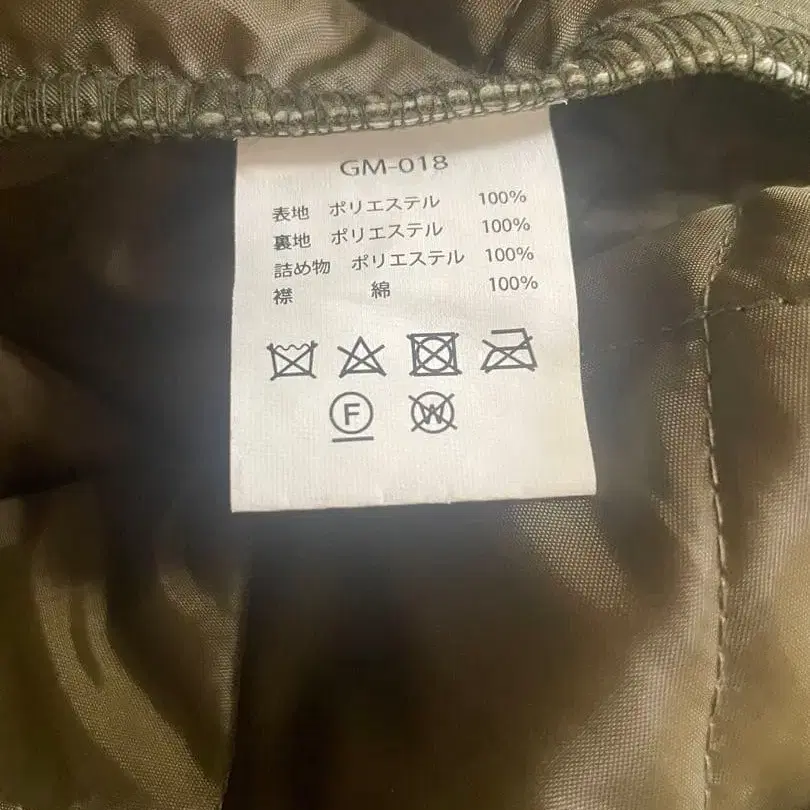 GM-018
表地 ポリエステル 100%
裏地 ポリエステル 100%
詰め物 ポリエステル 100%
襟 綿 100%
F W